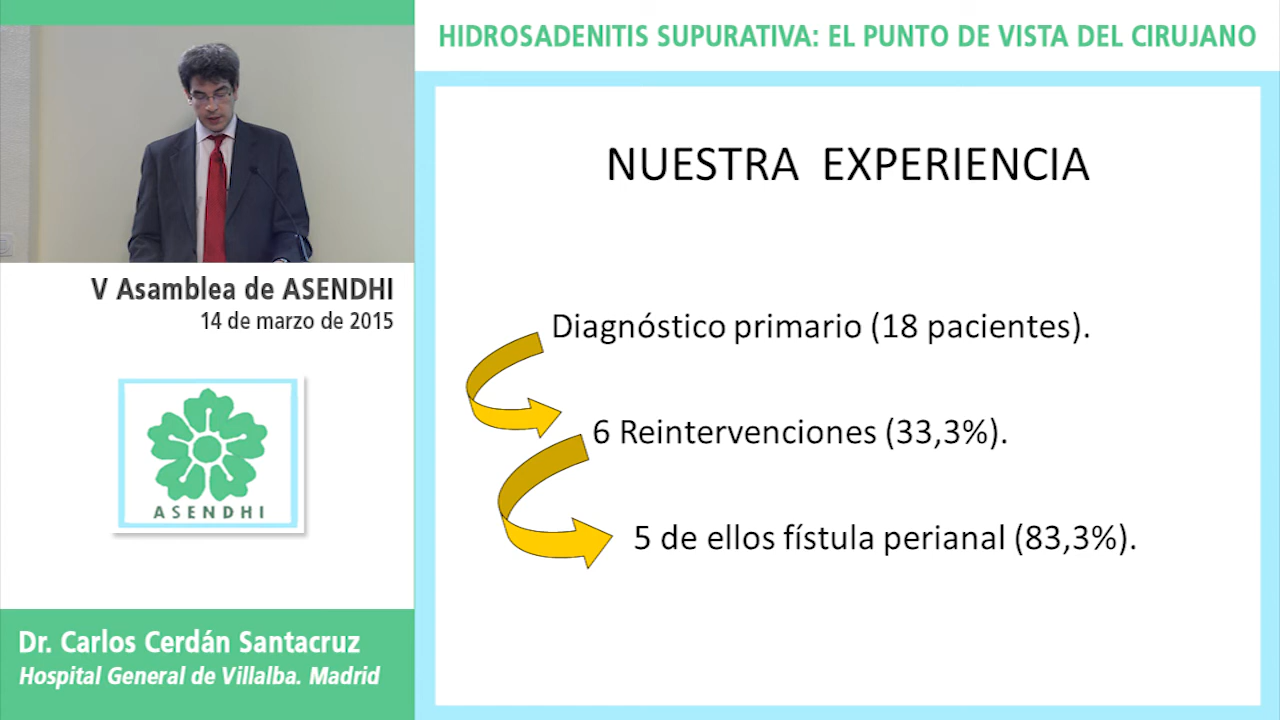 HIDROSADENITIS SUPURATIVA: EL PUNTO DE VISTA DEL CIRUJANO
V Asamblea de ASENDHI
14 de marzo de 2015
ASENDHI
Dr. Carlos Cerdán Santacruz
Hospital General de Villalba. Madrid
NUESTRA EXPERIENCIA
Diagnóstico primario (18 pacientes).
6 Reintervenciones (33,3%).
5 de ellos fístula perianal (83,3%).